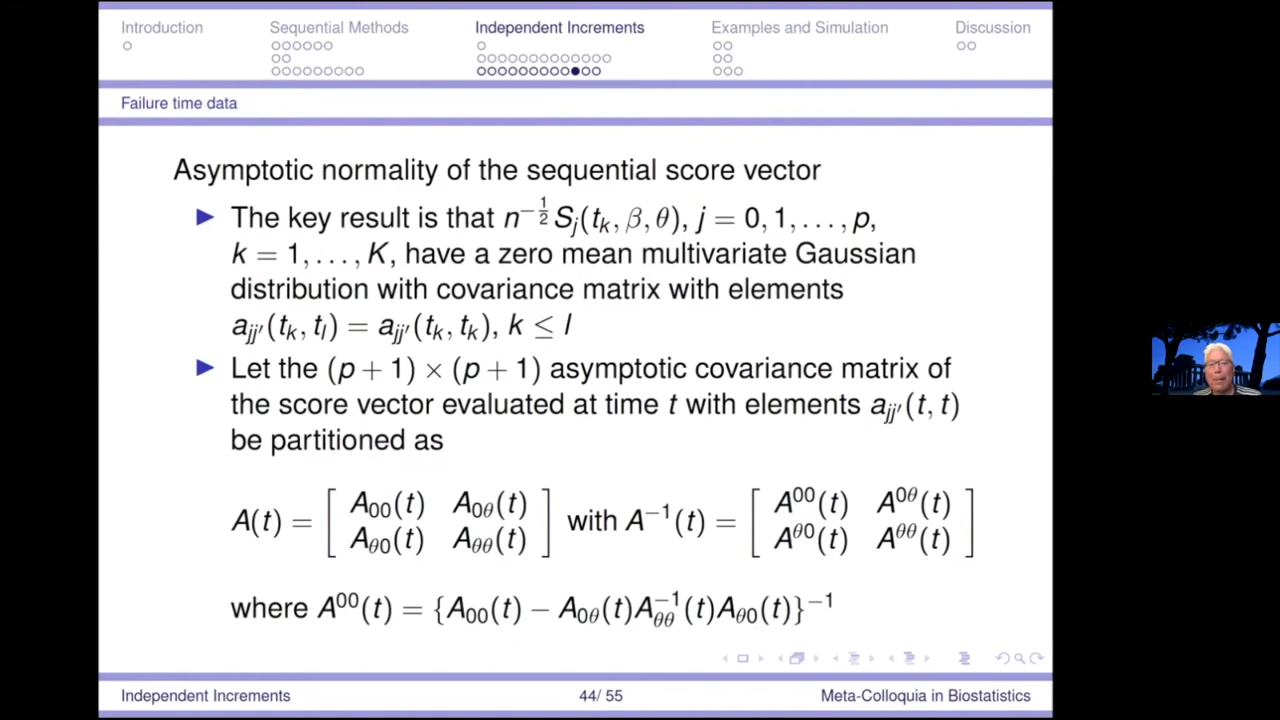 Introduction Sequential Methods Independent Increments Examples and Simulation Discussion
Failure time data
Asymptotic normality of the sequential score vector
The key result is that n^{-\frac{1}{2}} S_j(t_k, β, θ), j = 0, 1, . . . , p,
k = 1, . . . , K, have a zero mean multivariate Gaussian
distribution with covariance matrix with elements
a_{jj'}(t_k, t_l) = a_{jj'}(t_k, t_k), k ≤ l
Let the (p + 1) × (p + 1) asymptotic covariance matrix of
the score vector evaluated at time t with elements a_{jj'}(t, t)
be partitioned as
A(t) = [ A_{00}(t) A_{0θ}(t) ; A_{θ0}(t) A_{θθ}(t) ] with A^{-1}(t) = [ A^{00}(t) A^{0θ}(t) ; A^{θ0}(t) A^{θθ}(t) ]
where A^{00}(t) = {A_{00}(t) − A_{0θ}(t)A_{θθ}^{-1}(t)A_{θ0}(t)}^{-1}
Independent Increments 44/ 55 Meta-Colloquia in Biostatistics